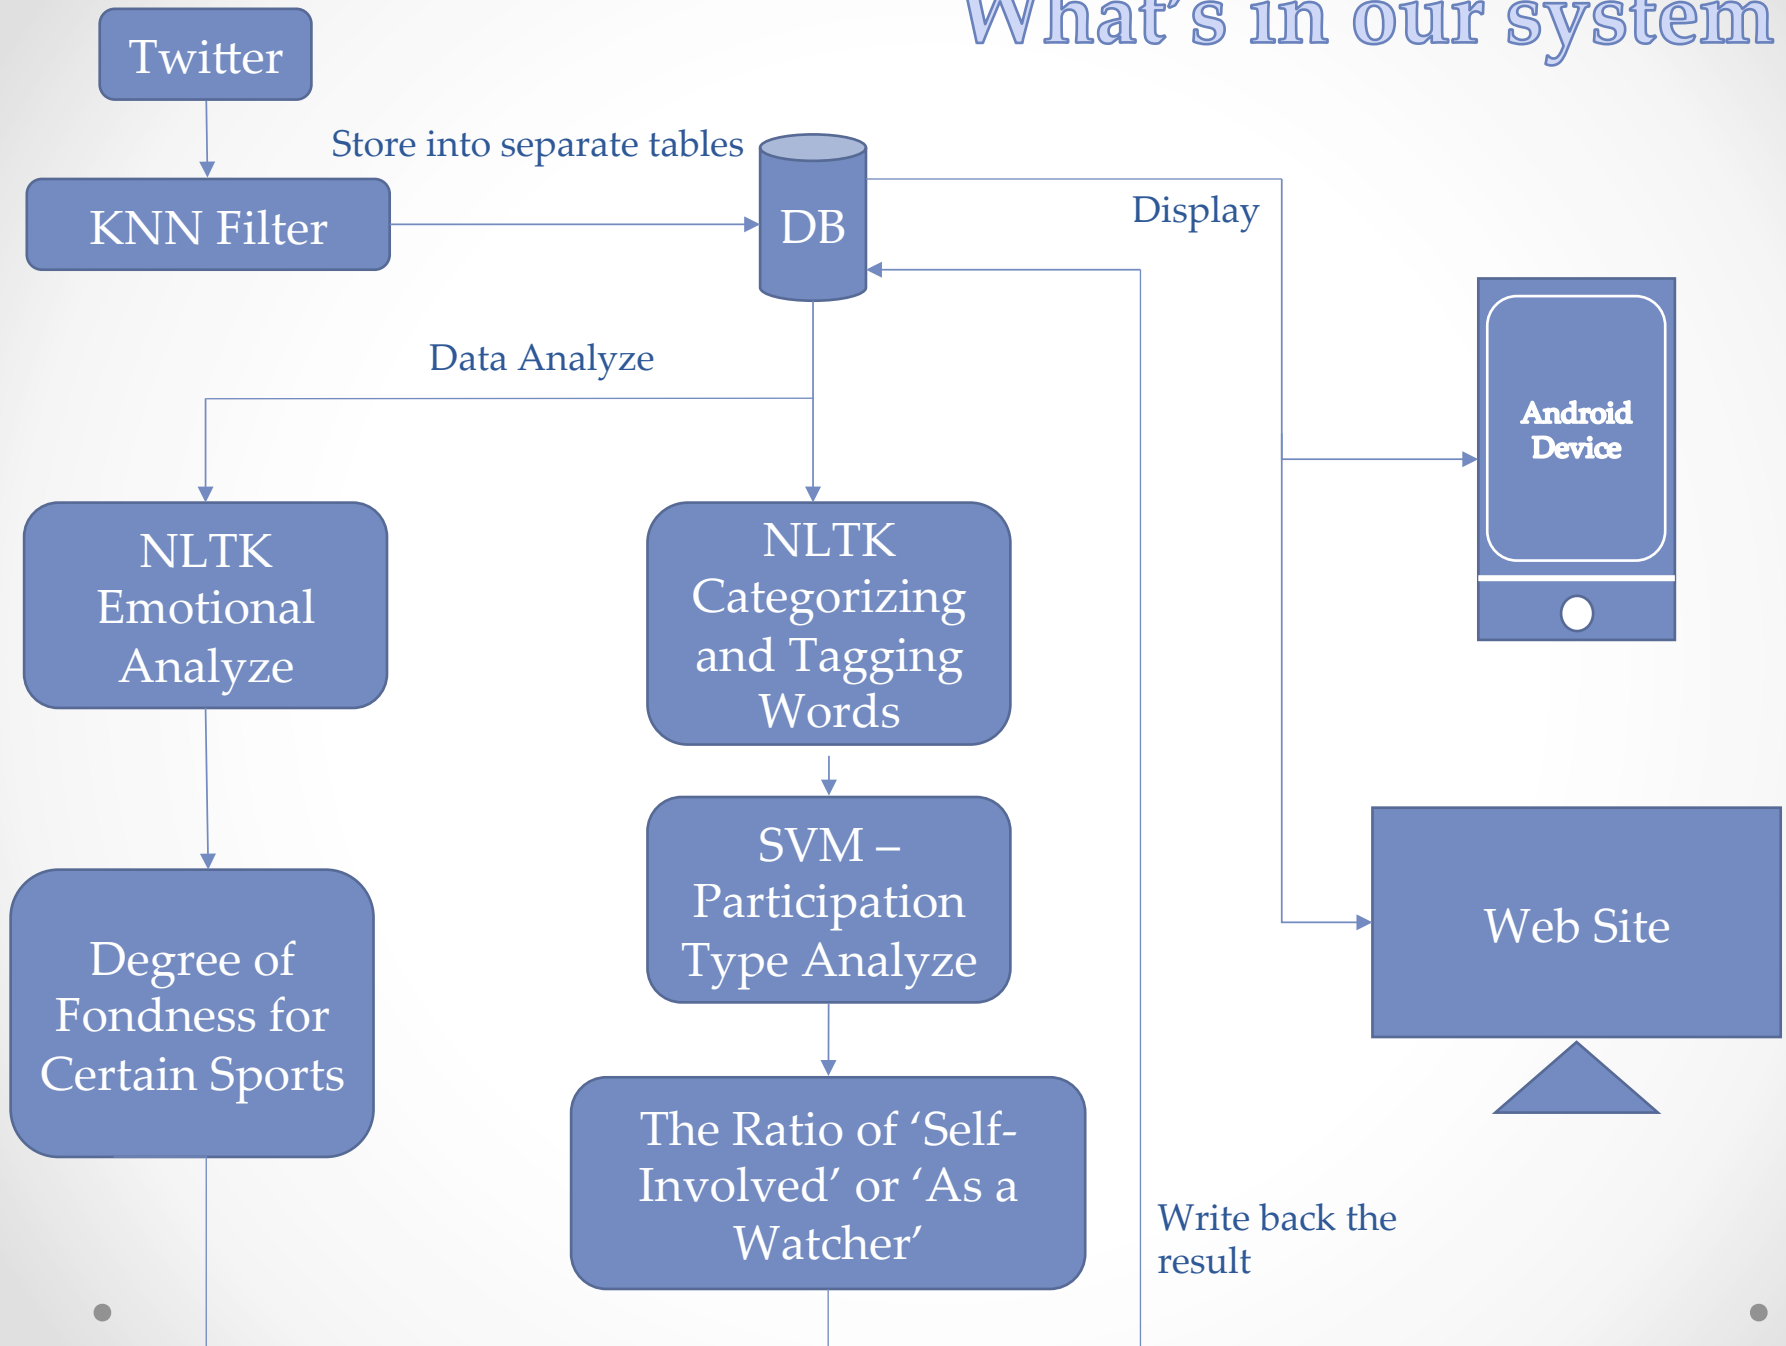 What's in our system
Twitter
Store into separate tables
KNN Filter
DB
Display
Data Analyze
Android
Device
NLTK
Emotional
Analyze
NLTK
Categorizing
and Tagging
Words
SVM –
Participation
Type Analyze
Web Site
Degree of
Fondness for
Certain Sports
The Ratio of ‘Self-
Involved’ or ‘As a
Watcher’
Write back the
result